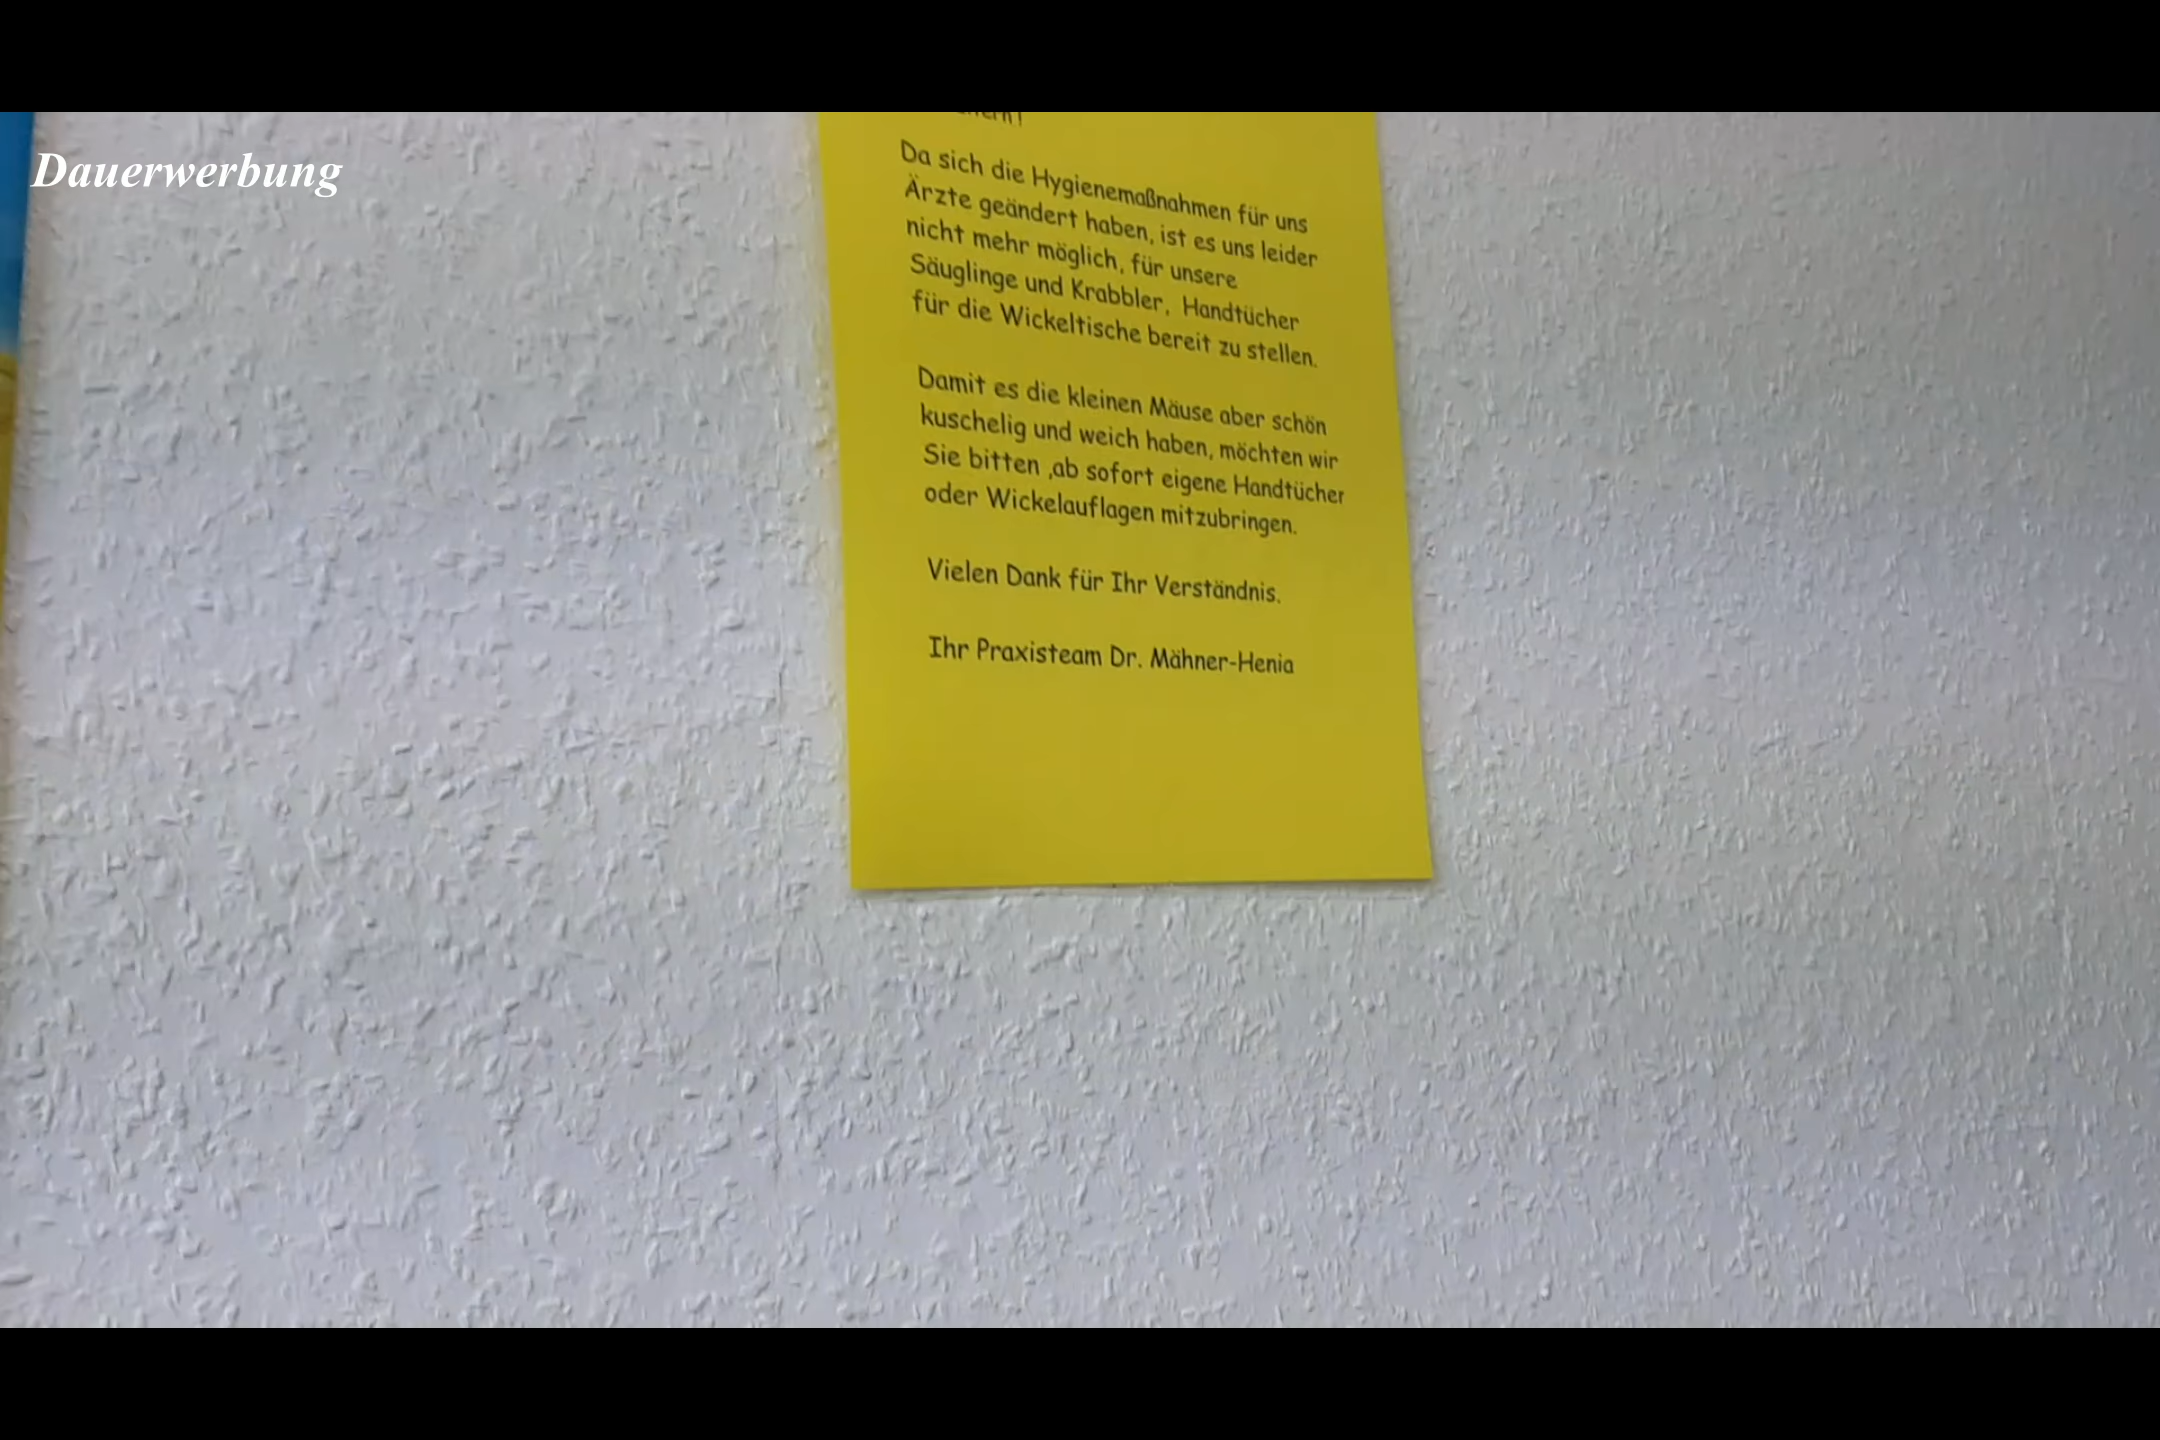 Dauerwerbung
Da sich die Hygienemaßnahmen für uns
Ärzte geändert haben, ist es uns leider
nicht mehr möglich, für unsere
Säuglinge und Krabbler, Handtücher
für die Wickeltische bereit zu stellen.
Damit es die kleinen Mäuse aber schön
kuschelig und weich haben, möchten wir
Sie bitten ,ab sofort eigene Handtücher
oder Wickelauflagen mitzubringen.
Vielen Dank für Ihr Verständnis.
Ihr Praxisteam Dr. Mähner-Henia